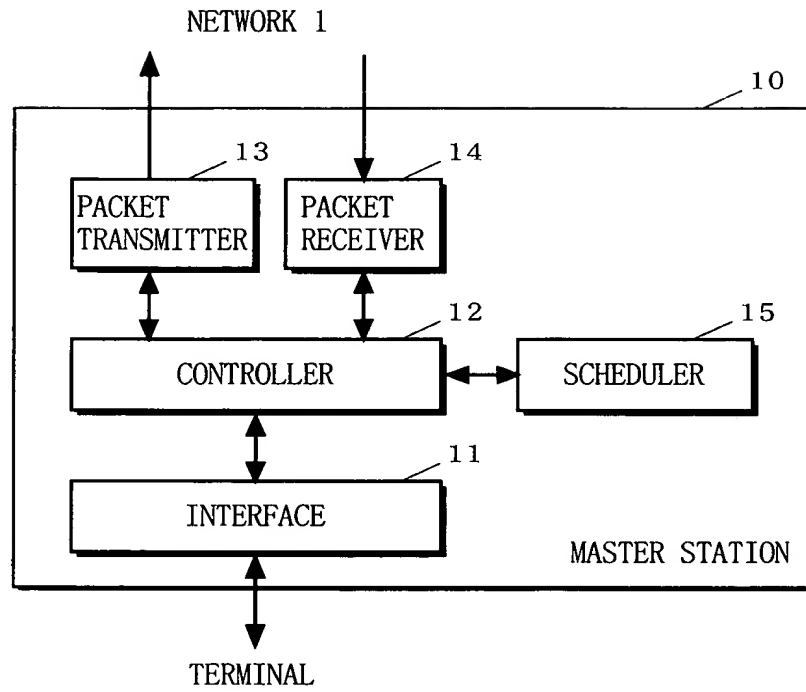 NETWORK 1
10
13
14
PACKET
TRANSMITTER
PACKET
RECEIVER
12
15
CONTROLLER
SCHEDULER
11
INTERFACE
MASTER STATION
TERMINAL